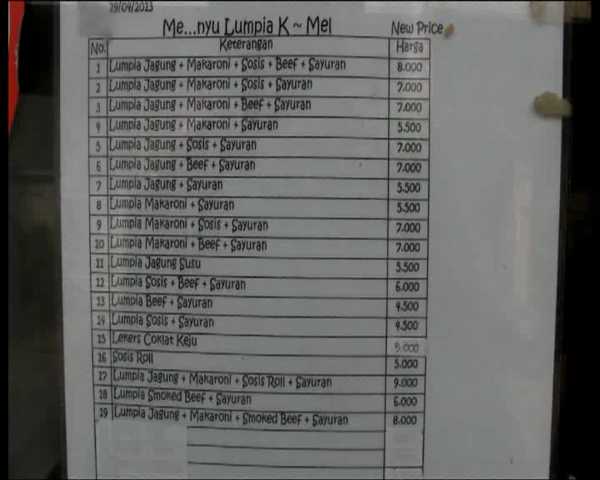 29/04/2013
Me...nyu Lumpia K ~ Mel New Price
No. Keterangan Harga
1 Lumpia Jagung + Makaroni + Sosis + Beef + Sayuran 8.000
2 Lumpia Jagung + Makaroni + Sosis + Sayuran 7.000
3 Lumpia Jagung + Makaroni + Beef + Sayuran 7.000
4 Lumpia Jagung + Makaroni + Sayuran 5.500
5 Lumpia Jagung + Sosis + Sayuran 7.000
6 Lumpia Jagung + Beef + Sayuran 7.000
7 Lumpia Jagung + Sayuran 5.500
8 Lumpia Makaroni + Sayuran 5.500
9 Lumpia Makaroni + Sosis + Sayuran 7.000
10 Lumpia Makaroni + Beef + Sayuran 7.000
11 Lumpia Jagung Susu 5.500
12 Lumpia Sosis + Beef + Sayuran 6.000
13 Lumpia Beef + Sayuran 4.500
14 Lumpia Sosis + Sayuran 4.500
15 Lekers Coklat Keju 5.000
16 Sosis Roll 5.000
17 Lumpia Jagung + Makaroni + Sosis Roll + Sayuran 9.000
18 Lumpia Smoked Beef + Sayuran 6.000
19 Lumpia Jagung + Makaroni + Smoked Beef + Sayuran 8.000